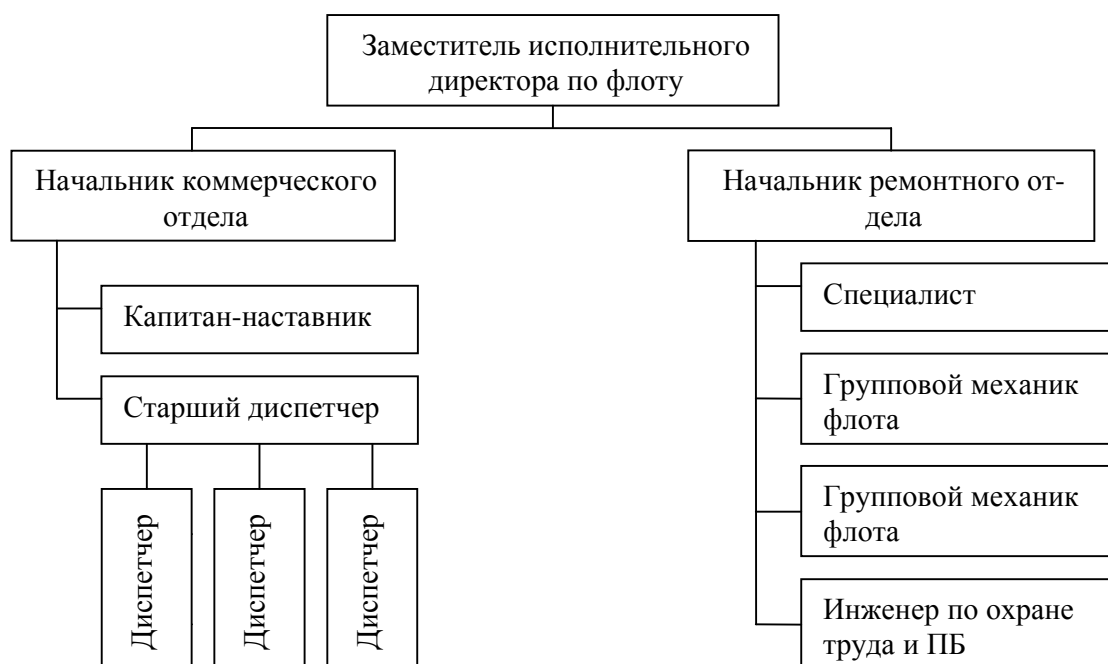 Заместитель исполнительного
директора по флоту
Начальник коммерческого
отдела
Начальник ремонтного от-
дела
Капитан-наставник
Старший диспетчер
Диспетчер
Диспетчер
Диспетчер
Специалист
Групповой механик
флота
Групповой механик
флота
Инженер по охране
труда и ПБ